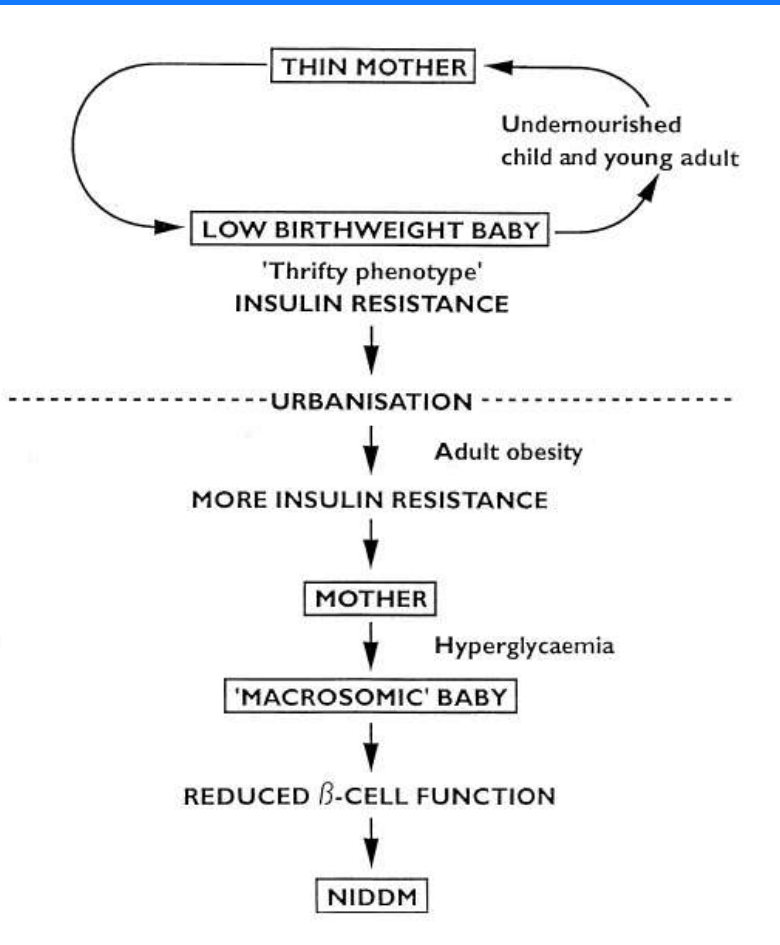 THIN MOTHER
Undernourished
child and young adult
LOW BIRTHWEIGHT BABY
'Thrifty phenotype'
INSULIN RESISTANCE
URBANISATION
Adult obesity
MORE INSULIN RESISTANCE
MOTHER
Hyperglycaemia
'MACROSOMIC' BABY
REDUCED β-CELL FUNCTION
NIDDM